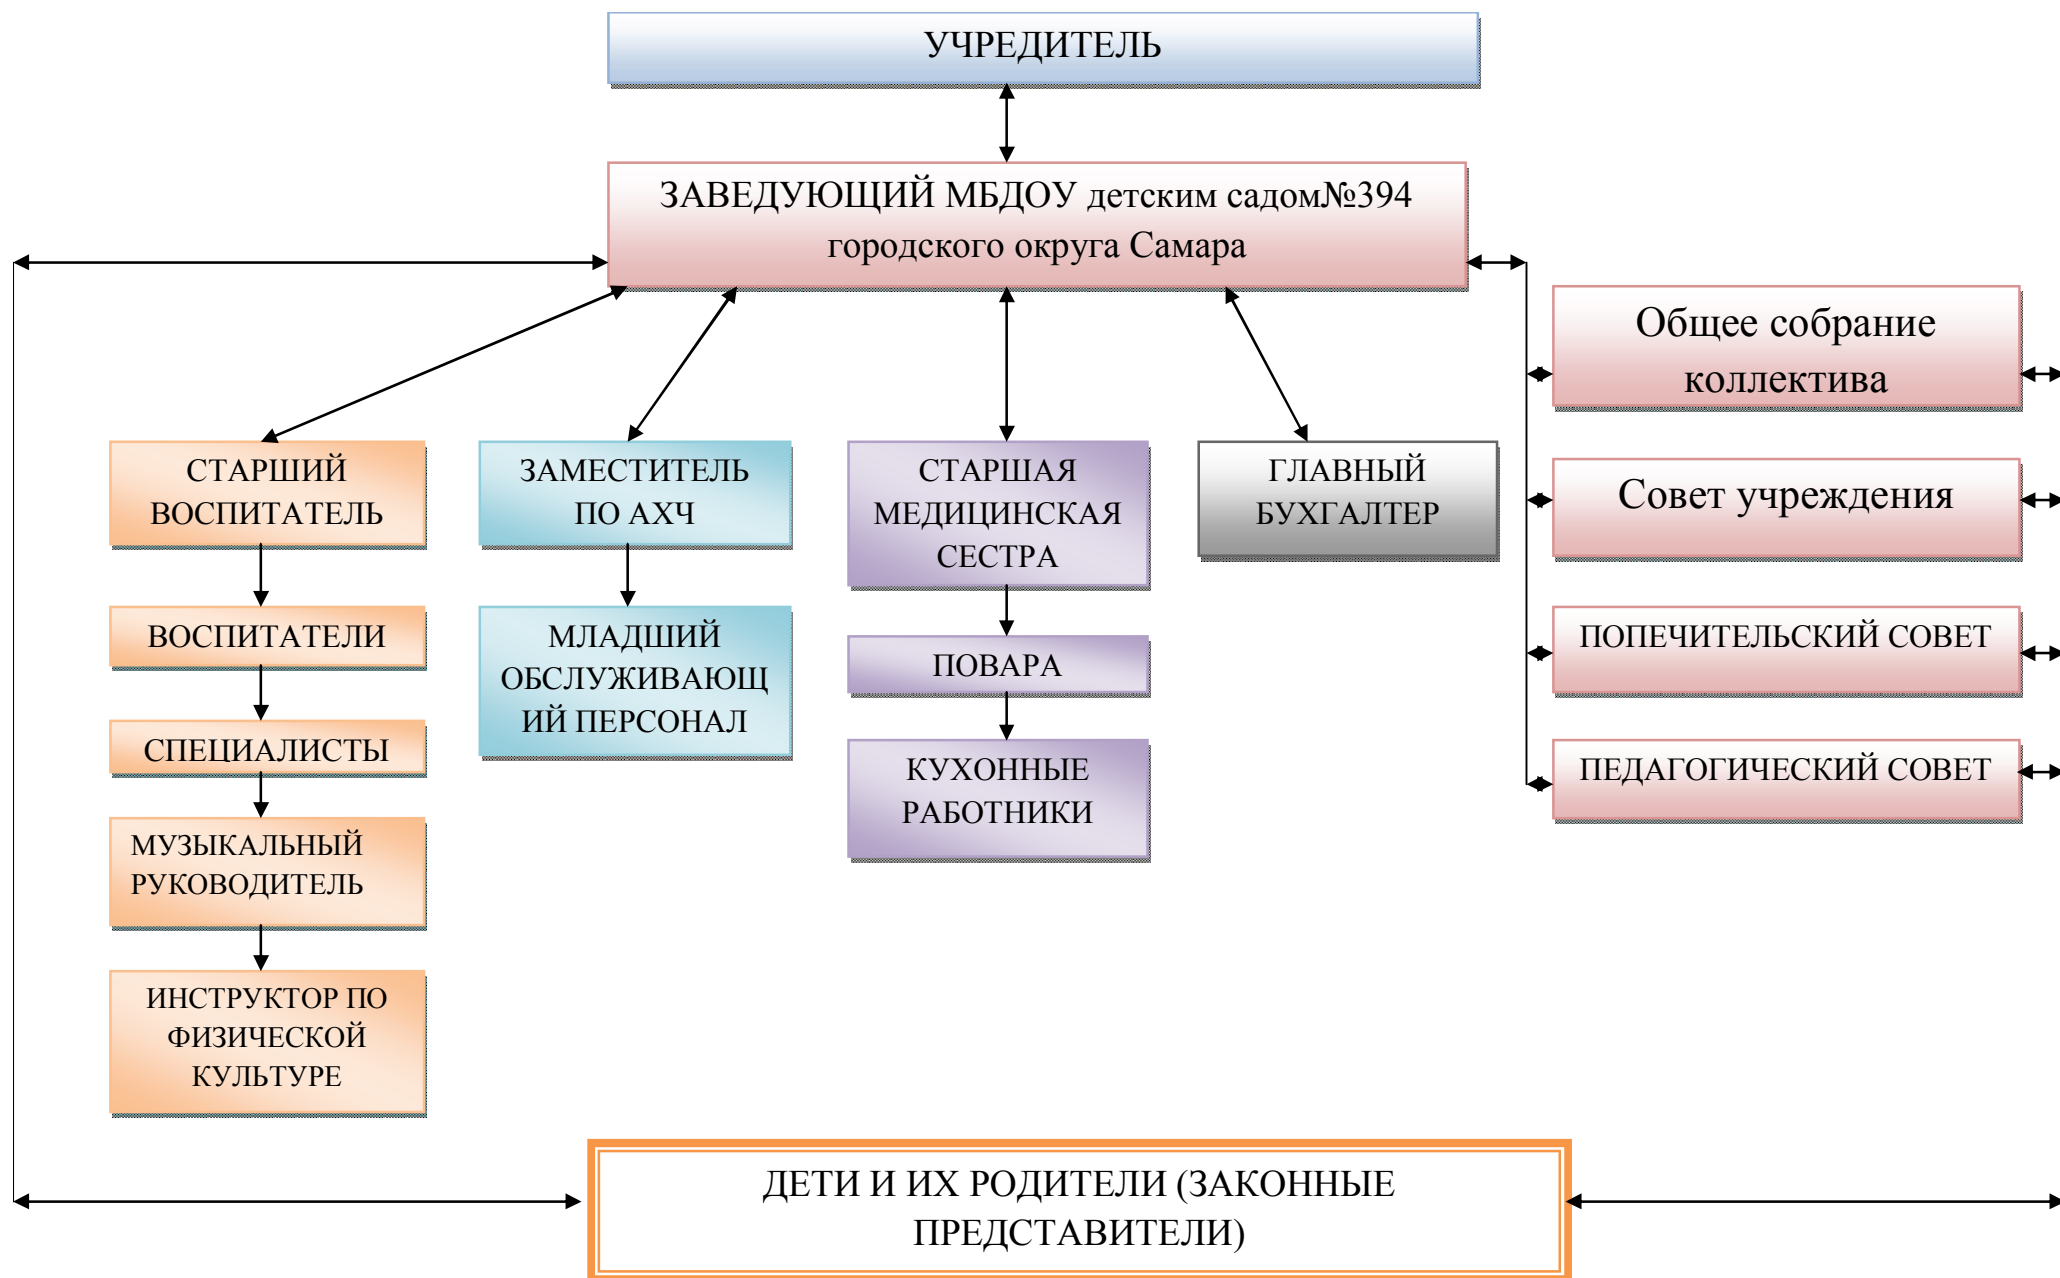 УЧРЕДИТЕЛЬ
ЗАВЕДУЮЩИЙ МБДОУ детским садом№394
городского округа Самара
Общее собрание
коллектива
СТАРШИЙ
ВОСПИТАТЕЛЬ
ЗАМЕСТИТЕЛЬ
ПО АХЧ
СТАРШАЯ
МЕДИЦИНСКАЯ
СЕСТРА
ГЛАВНЫЙ
БУХГАЛТЕР
Совет учреждения
ВОСПИТАТЕЛИ
МЛАДШИЙ
ОБСЛУЖИВАЮЩ
ИЙ ПЕРСОНАЛ
ПОВАРА
ПОПЕЧИТЕЛЬСКИЙ СОВЕТ
СПЕЦИАЛИСТЫ
КУХОННЫЕ
РАБОТНИКИ
ПЕДАГОГИЧЕСКИЙ СОВЕТ
МУЗЫКАЛЬНЫЙ
РУКОВОДИТЕЛЬ
ИНСТРУКТОР ПО
ФИЗИЧЕСКОЙ
КУЛЬТУРЕ
ДЕТИ И ИХ РОДИТЕЛИ (ЗАКОННЫЕ
ПРЕДСТАВИТЕЛИ)